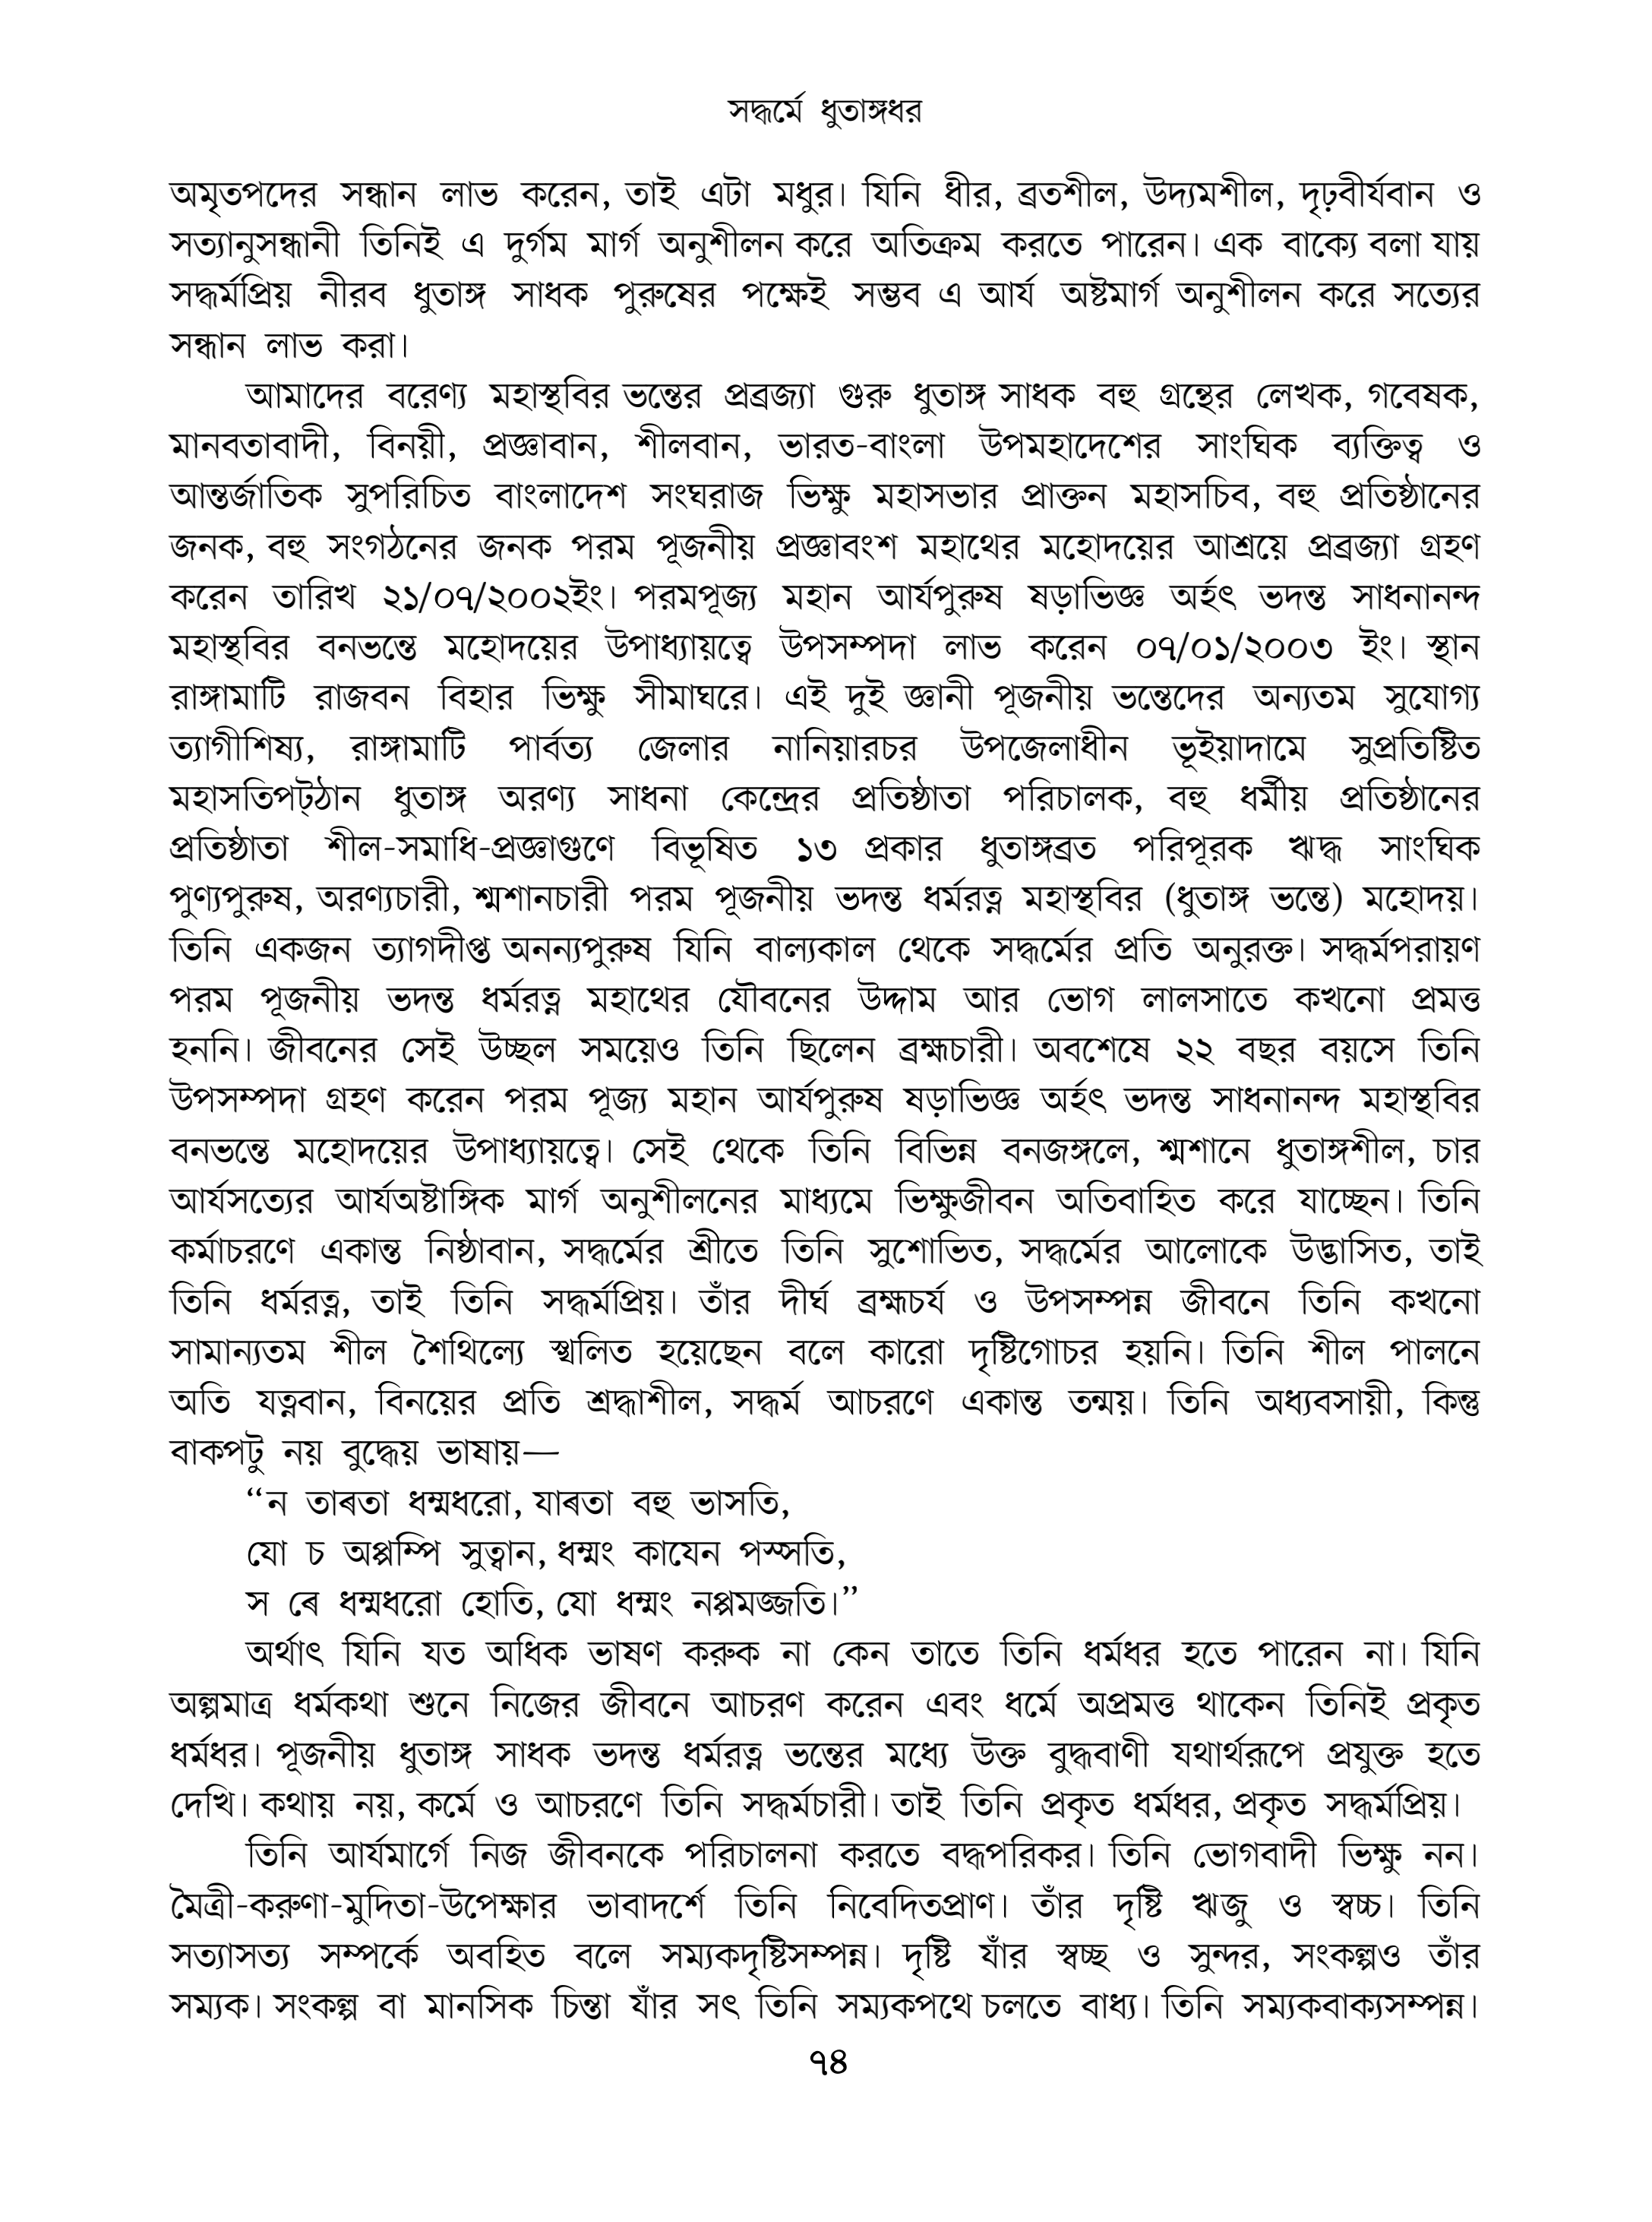 সদ্ধর্মে ধুতাঙ্গধর
অমৃতপদের সন্ধান লাভ করেন, তাই এটা মধুর। যিনি ধীর, ব্রতশীল, উদ্যমশীল, দৃঢ়বীর্যবান ও
সত্যানুসন্ধানী তিনিই এ দুর্গম মার্গ অনুশীলন করে অতিক্রম করতে পারেন। এক বাক্যে বলা যায়
সদ্ধর্মপ্রিয় নীরব ধুতাঙ্গ সাধক পুরুষের পক্ষেই সম্ভব এ আর্য অষ্টমার্গ অনুশীলন করে সত্যের
সন্ধান লাভ করা।
আমাদের বরেণ্য মহাস্থবির ভন্তের প্রব্রজ্যা গুরু ধুতাঙ্গ সাধক বহু গ্রন্থের লেখক, গবেষক,
মানবতাবাদী, বিনয়ী, প্রজ্ঞাবান, শীলবান, ভারত-বাংলা উপমহাদেশের সাংঘিক ব্যক্তিত্ব ও
আন্তর্জাতিক সুপরিচিত বাংলাদেশ সংঘরাজ ভিক্ষু মহাসভার প্রাক্তন মহাসচিব, বহু প্রতিষ্ঠানের
জনক, বহু সংগঠনের জনক পরম পূজনীয় প্রজ্ঞাবংশ মহাথের মহোদয়ের আশ্রয়ে প্রব্রজ্যা গ্রহণ
করেন তারিখ ২১/০৭/২০০২ইং। পরমপূজ্য মহান আর্যপুরুষ ষড়াভিজ্ঞ অর্হৎ ভদন্ত সাধনানন্দ
মহাস্থবির বনভন্তে মহোদয়ের উপাধ্যায়ত্বে উপসম্পদা লাভ করেন ০৭/০১/২০০৩ ইং। স্থান
রাঙ্গামাটি রাজবন বিহার ভিক্ষু সীমাঘরে। এই দুই জ্ঞানী পূজনীয় ভন্তেদের অন্যতম সুযোগ্য
ত্যাগীশিষ্য, রাঙ্গামাটি পার্বত্য জেলার নানিয়ারচর উপজেলাধীন ভূইয়াদামে সুপ্রতিষ্টিত
মহাসতিপট্‌ঠান ধুতাঙ্গ অরণ্য সাধনা কেন্দ্রের প্রতিষ্ঠাতা পরিচালক, বহু ধর্মীয় প্রতিষ্ঠানের
প্রতিষ্ঠাতা শীল-সমাধি-প্রজ্ঞাগুণে বিভূষিত ১৩ প্রকার ধুতাঙ্গব্রত পরিপূরক ঋদ্ধ সাংঘিক
পুণ্যপুরুষ, অরণ্যচারী, শ্মশানচারী পরম পূজনীয় ভদন্ত ধর্মরত্ন মহাস্থবির (ধুতাঙ্গ ভন্তে) মহোদয়।
তিনি একজন ত্যাগদীপ্ত অনন্যপুরুষ যিনি বাল্যকাল থেকে সদ্ধর্মের প্রতি অনুরক্ত। সদ্ধর্মপরায়ণ
পরম পূজনীয় ভদন্ত ধর্মরত্ন মহাথের যৌবনের উদ্দাম আর ভোগ লালসাতে কখনো প্রমত্ত
হননি। জীবনের সেই উচ্ছল সময়েও তিনি ছিলেন ব্রহ্মচারী। অবশেষে ২২ বছর বয়সে তিনি
উপসম্পদা গ্রহণ করেন পরম পূজ্য মহান আর্যপুরুষ ষড়াভিজ্ঞ অর্হৎ ভদন্ত সাধনানন্দ মহাস্থবির
বনভন্তে মহোদয়ের উপাধ্যায়ত্বে। সেই থেকে তিনি বিভিন্ন বনজঙ্গলে, শ্মশানে ধুতাঙ্গশীল, চার
আর্যসত্যের আর্যঅষ্টাঙ্গিক মার্গ অনুশীলনের মাধ্যমে ভিক্ষুজীবন অতিবাহিত করে যাচ্ছেন। তিনি
কর্মাচরণে একান্ত নিষ্ঠাবান, সদ্ধর্মের শ্রীতে তিনি সুশোভিত, সদ্ধর্মের আলোকে উদ্ভাসিত, তাই
তিনি ধর্মরত্ন, তাই তিনি সদ্ধর্মপ্রিয়। তাঁর দীর্ঘ ব্রহ্মচর্য ও উপসম্পন্ন জীবনে তিনি কখনো
সামান্যতম শীল শৈথিল্যে স্খলিত হয়েছেন বলে কারো দৃষ্টিগোচর হয়নি। তিনি শীল পালনে
অতি যত্নবান, বিনয়ের প্রতি শ্রদ্ধাশীল, সদ্ধর্ম আচরণে একান্ত তন্ময়। তিনি অধ্যবসায়ী, কিন্তু
বাকপটু নয় বুদ্ধেয় ভাষায়—
“ন তাৰতা ধম্মধরো, যাৰতা বহু ভাসতি,
যো চ অপ্পম্পি সুত্বান, ধম্মং কাযেন পস্সতি,
স ৰে ধম্মধরো হোতি, যো ধম্মং নপ্পমজ্জতি।”
অর্থাৎ যিনি যত অধিক ভাষণ করুক না কেন তাতে তিনি ধর্মধর হতে পারেন না। যিনি
অল্পমাত্র ধর্মকথা শুনে নিজের জীবনে আচরণ করেন এবং ধর্মে অপ্রমত্ত থাকেন তিনিই প্রকৃত
ধর্মধর। পূজনীয় ধুতাঙ্গ সাধক ভদন্ত ধর্মরত্ন ভন্তের মধ্যে উক্ত বুদ্ধবাণী যথার্থরূপে প্রযুক্ত হতে
দেখি। কথায় নয়, কর্মে ও আচরণে তিনি সদ্ধর্মচারী। তাই তিনি প্রকৃত ধর্মধর, প্রকৃত সদ্ধর্মপ্রিয়।
তিনি আর্যমার্গে নিজ জীবনকে পরিচালনা করতে বদ্ধপরিকর। তিনি ভোগবাদী ভিক্ষু নন।
মৈত্রী-করুণা-মুদিতা-উপেক্ষার ভাবাদর্শে তিনি নিবেদিতপ্রাণ। তাঁর দৃষ্টি ঋজু ও স্বচ্চ। তিনি
সত্যাসত্য সম্পর্কে অবহিত বলে সম্যকদৃষ্টিসম্পন্ন। দৃষ্টি যাঁর স্বচ্ছ ও সুন্দর, সংকল্পও তাঁর
সম্যক। সংকল্প বা মানসিক চিন্তা যাঁর সৎ তিনি সম্যকপথে চলতে বাধ্য। তিনি সম্যকবাক্যসম্পন্ন।
৭৪